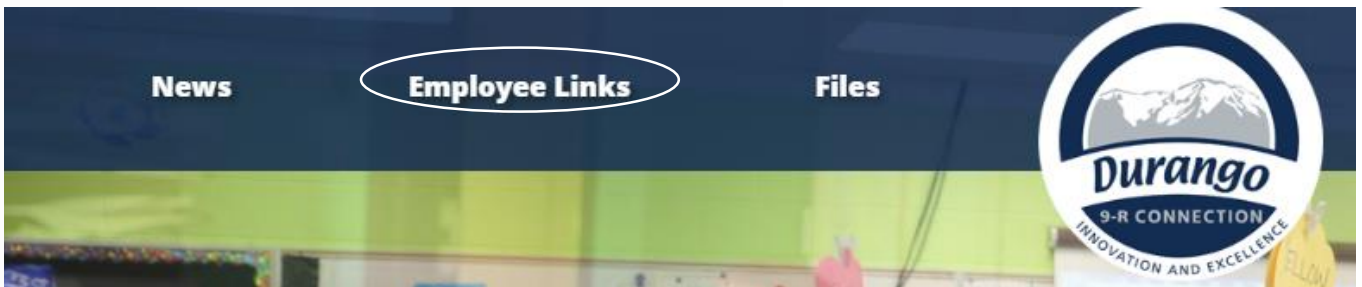 News
Employee Links
Files
Durango
9-R CONNECTION
INNOVATION AND EXCELLENCE